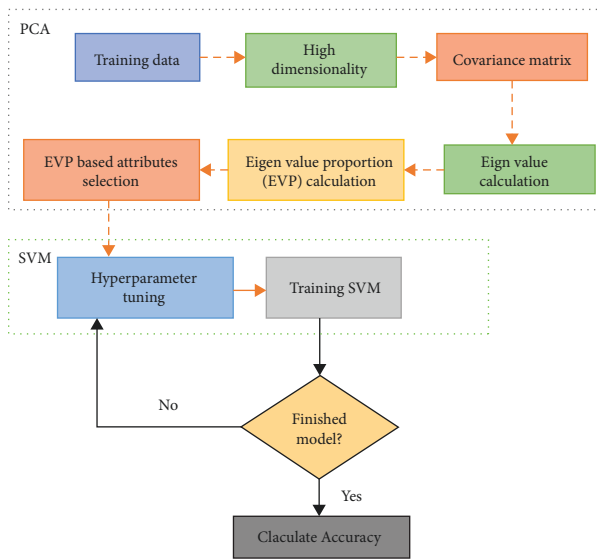 PCA
Training data
High
dimensionality
Covariance matrix
EVP based attributes
selection
Eigen value proportion
(EVP) calculation
Eign value
calculation
SVM
Hyperparameter
tuning
Training SVM
No
Finished
model?
Yes
Claculate Accuracy